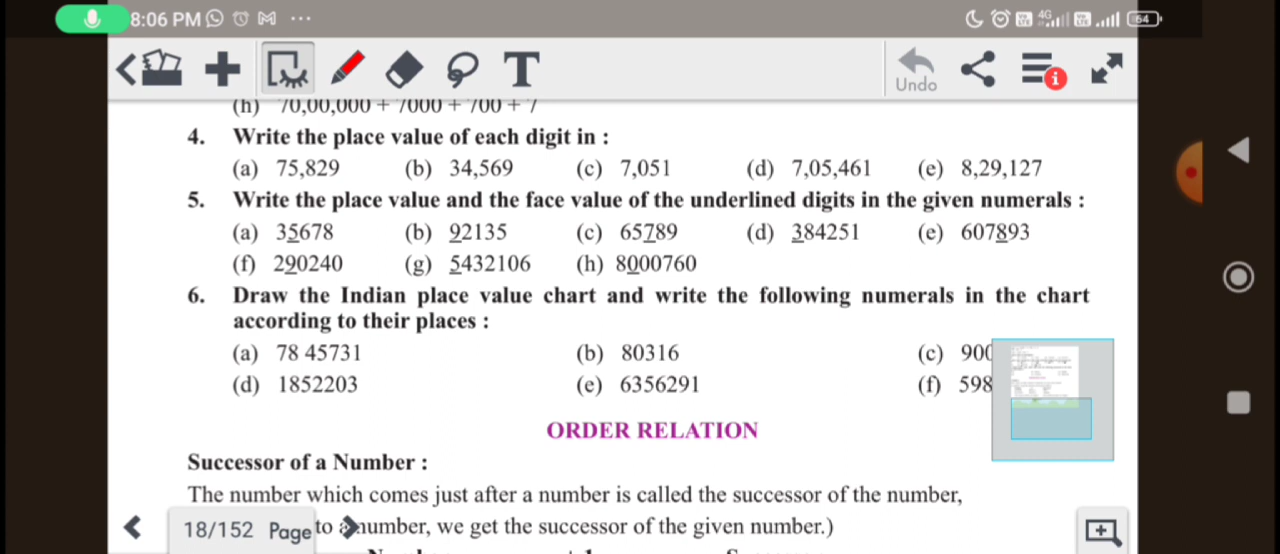 8:06 PM ...
4G 64
T Undo
(h) 70,00,000 + 7000 + 700 + 7
4. Write the place value of each digit in :
(a) 75,829 (b) 34,569 (c) 7,051 (d) 7,05,461 (e) 8,29,127
5. Write the place value and the face value of the underlined digits in the given numerals :
(a) 35678 (b) 92135 (c) 65789 (d) 384251 (e) 607893
(f) 290240 (g) 5432106 (h) 8000760
6. Draw the Indian place value chart and write the following numerals in the chart
according to their places :
(a) 78 45731 (b) 80316 (c) 900
(d) 1852203 (e) 6356291 (f) 598
ORDER RELATION
Successor of a Number :
The number which comes just after a number is called the successor of the number,
18/152 Page to a number, we get the successor of the given number.)